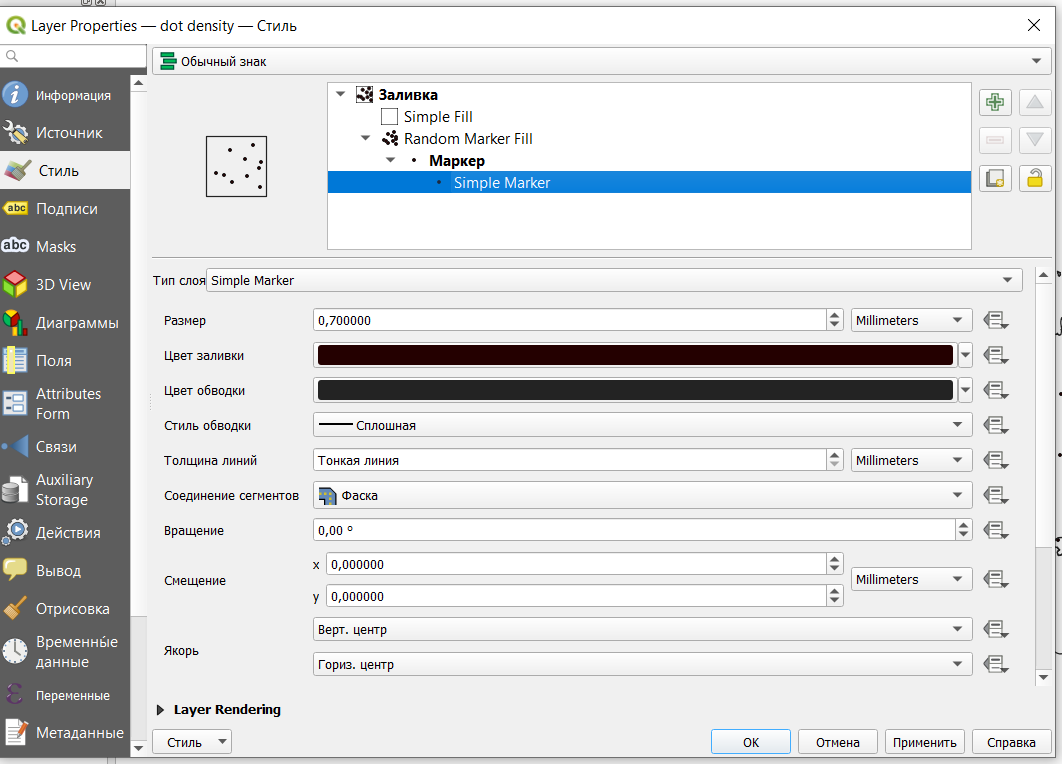 Layer Properties — dot density — Стиль
Обычный знак
Информация
Источник
Стиль
abc Подписи
abc Masks
3D View
Диаграммы
Поля
Attributes
Form
Связи
Auxiliary
Storage
Действия
Вывод
Отрисовка
Временны́е
данные
Переменные
Метаданные
Заливка
Simple Fill
Random Marker Fill
Маркер
Simple Marker
Тип слоя Simple Marker
Размер 0,700000 Millimeters
Цвет заливки
Цвет обводки
Стиль обводки Сплошная
Толщина линий Тонкая линия Millimeters
Соединение сегментов Фаска
Вращение 0,00 °
Смещение x 0,000000 Millimeters
y 0,000000
Якорь Верт. центр
Гориз. центр
Layer Rendering
Стиль OK Отмена Применить Справка